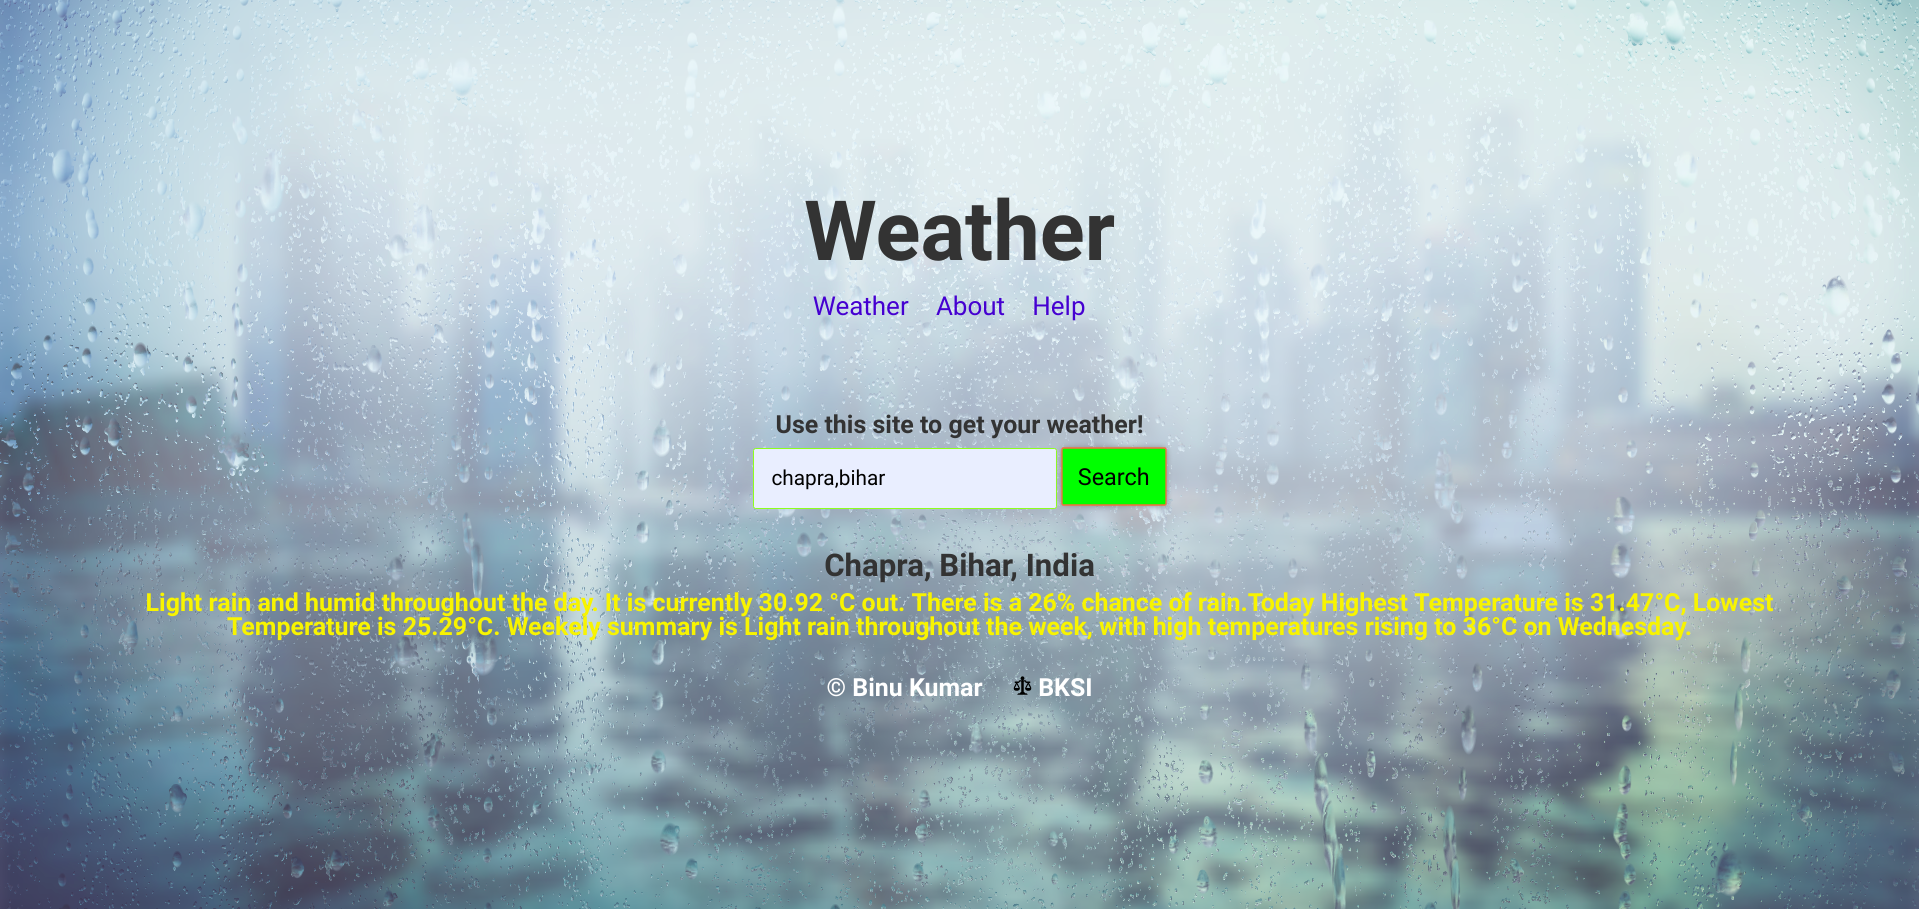 Weather
Weather About Help
Use this site to get your weather!
chapra,bihar Search
Chapra, Bihar, India
Light rain and humid throughout the day. It is currently 30.92 °C out. There is a 26% chance of rain.Today Highest Temperature is 31.47°C, Lowest
Temperature is 25.29°C. Weekely summary is Light rain throughout the week, with high temperatures rising to 36°C on Wednesday.
© Binu Kumar BKSI